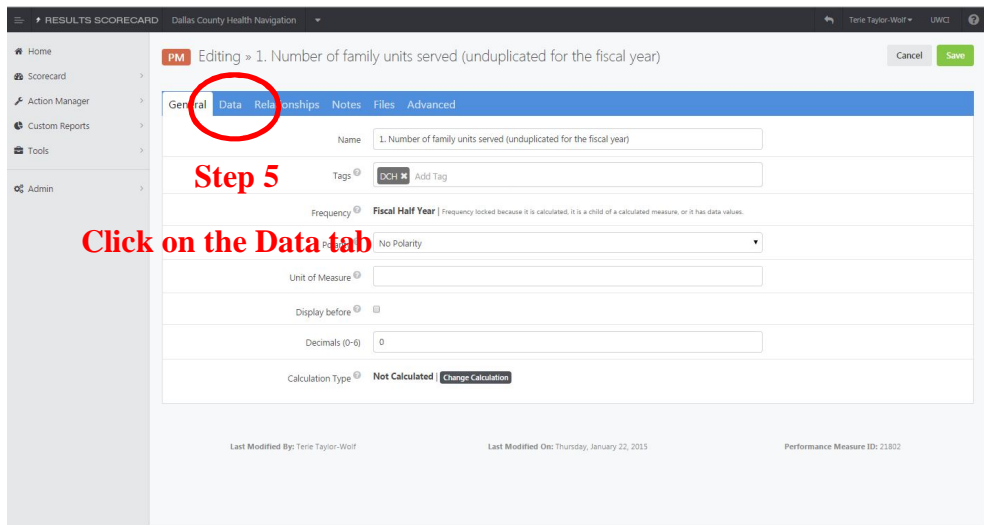 RESULTS SCORECARD Dallas County Health Navigation Terie Taylor-Wolf UWCI
Home
Scorecard
Action Manager
Custom Reports
Tools
Admin
PM Editing » 1. Number of family units served (unduplicated for the fiscal year) Cancel Save
General Data Relationships Notes Files Advanced
Name 1. Number of family units served (unduplicated for the fiscal year)
Step 5
Tags DCH Add Tag
Frequency Fiscal Half Year | Frequency locked because it is calculated, it is a child of a calculated measure, or it has data values.
Click on the Data tab
No Polarity
Unit of Measure
Display before
Decimals (0-6) 0
Calculation Type Not Calculated | Change Calculation
Last Modified By: Terie Taylor-Wolf Last Modified On: Thursday, January 22, 2015 Performance Measure ID: 21802